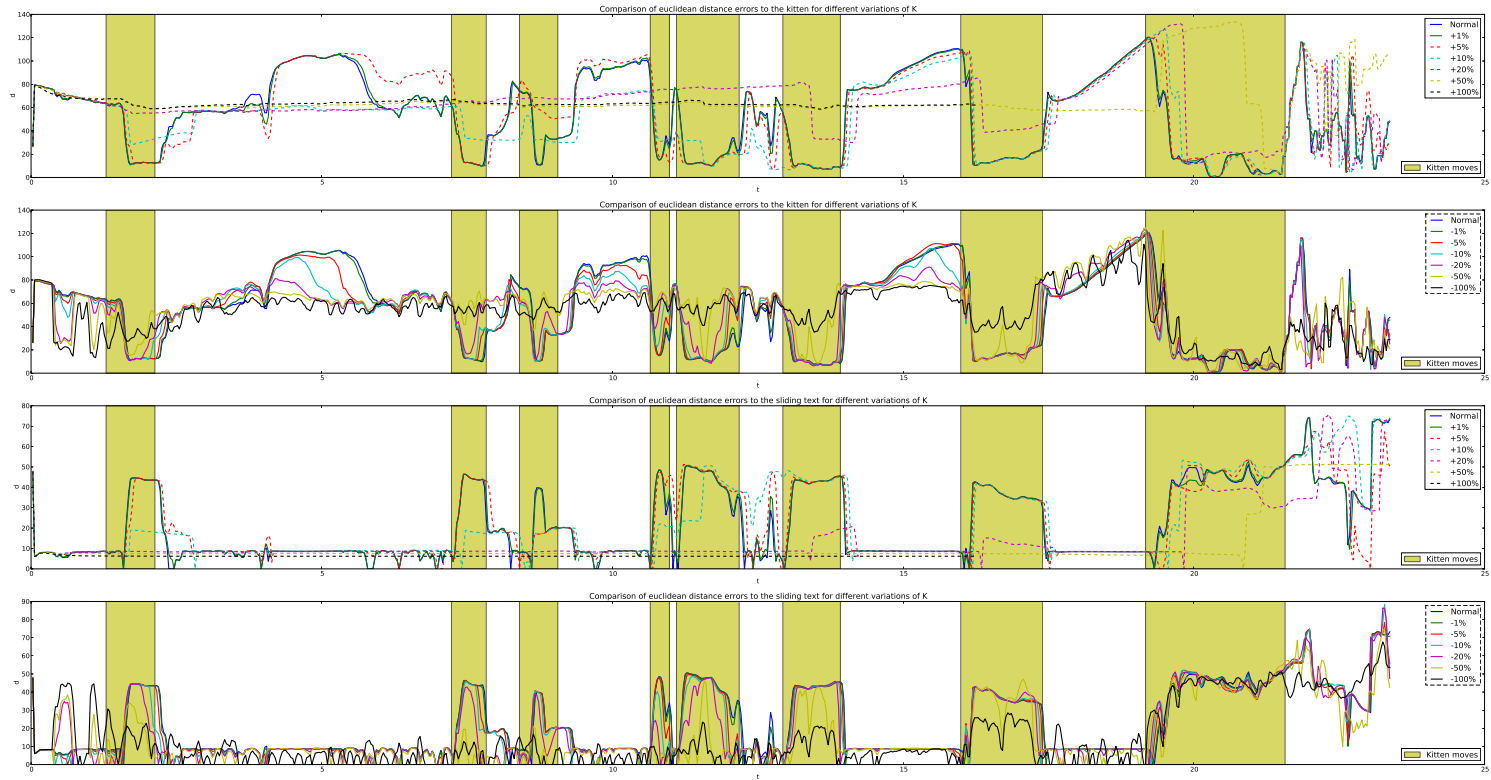 Comparison of euclidean distance errors to the kitten for different variations of K
140
120
100
80
60
40
20
0
d
0 5 10 15 20 25
t
Normal
+1%
+5%
+10%
+20%
+50%
+100%
Kitten moves
Comparison of euclidean distance errors to the kitten for different variations of K
140
120
100
80
60
40
20
0
d
0 5 10 15 20 25
t
Normal
-1%
-5%
-10%
-20%
-50%
-100%
Kitten moves
Comparison of euclidean distance errors to the sliding text for different variations of K
80
70
60
50
40
30
20
10
0
d
0 5 10 15 20 25
t
Normal
+1%
+5%
+10%
+20%
+50%
+100%
Kitten moves
Comparison of euclidean distance errors to the sliding text for different variations of K
90
80
70
60
50
40
30
20
10
0
d
0 5 10 15 20 25
t
Normal
-1%
-5%
-10%
-20%
-50%
-100%
Kitten moves